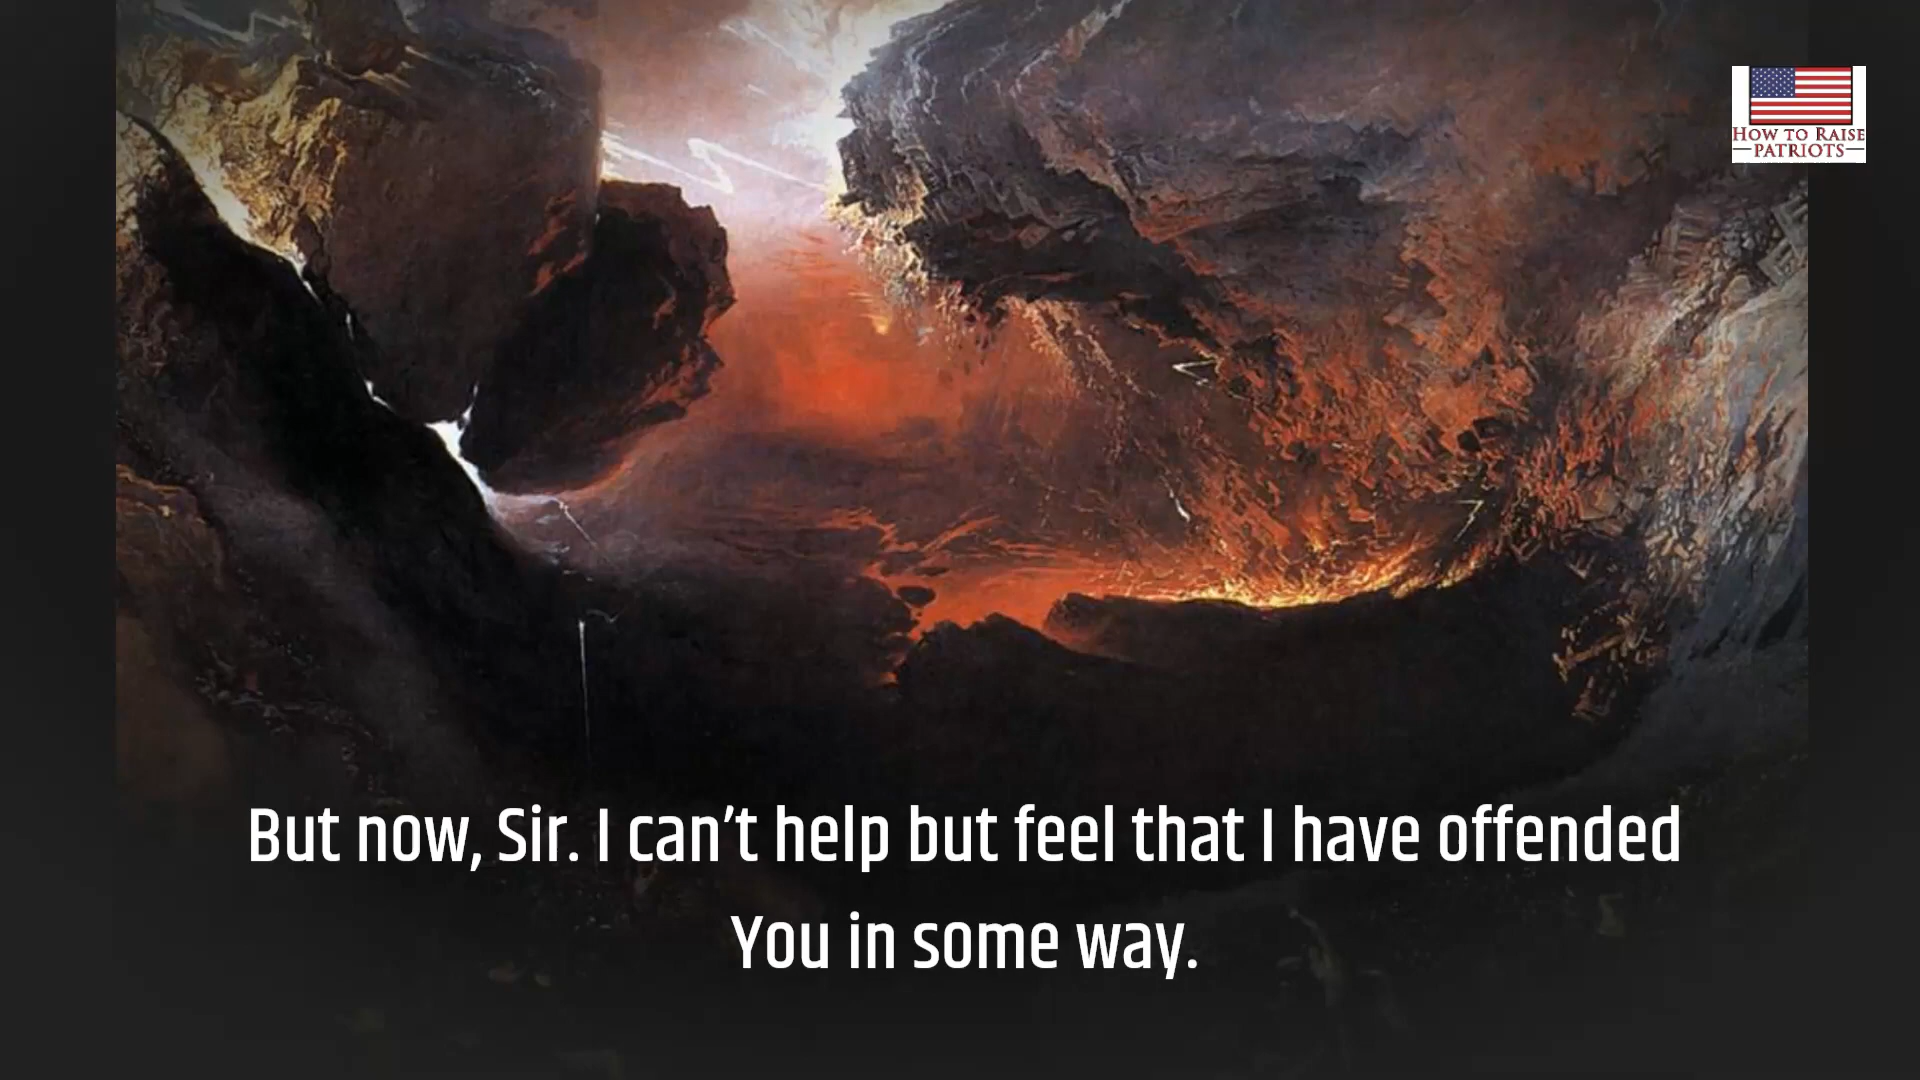 HOW TO RAISE
PATRIOTS
But now, Sir. I can’t help but feel that I have offended
You in some way.